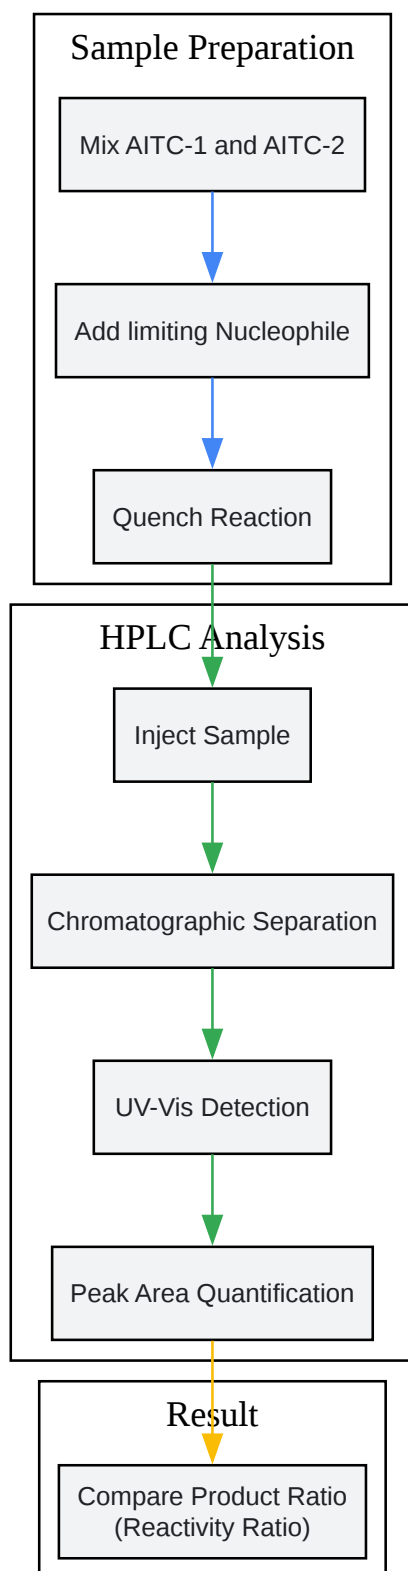 Sample Preparation
Mix AITC-1 and AITC-2
Add limiting Nucleophile
Quench Reaction
HPLC Analysis
Inject Sample
Chromatographic Separation
UV-Vis Detection
Peak Area Quantification
Result
Compare Product Ratio
(Reactivity Ratio)